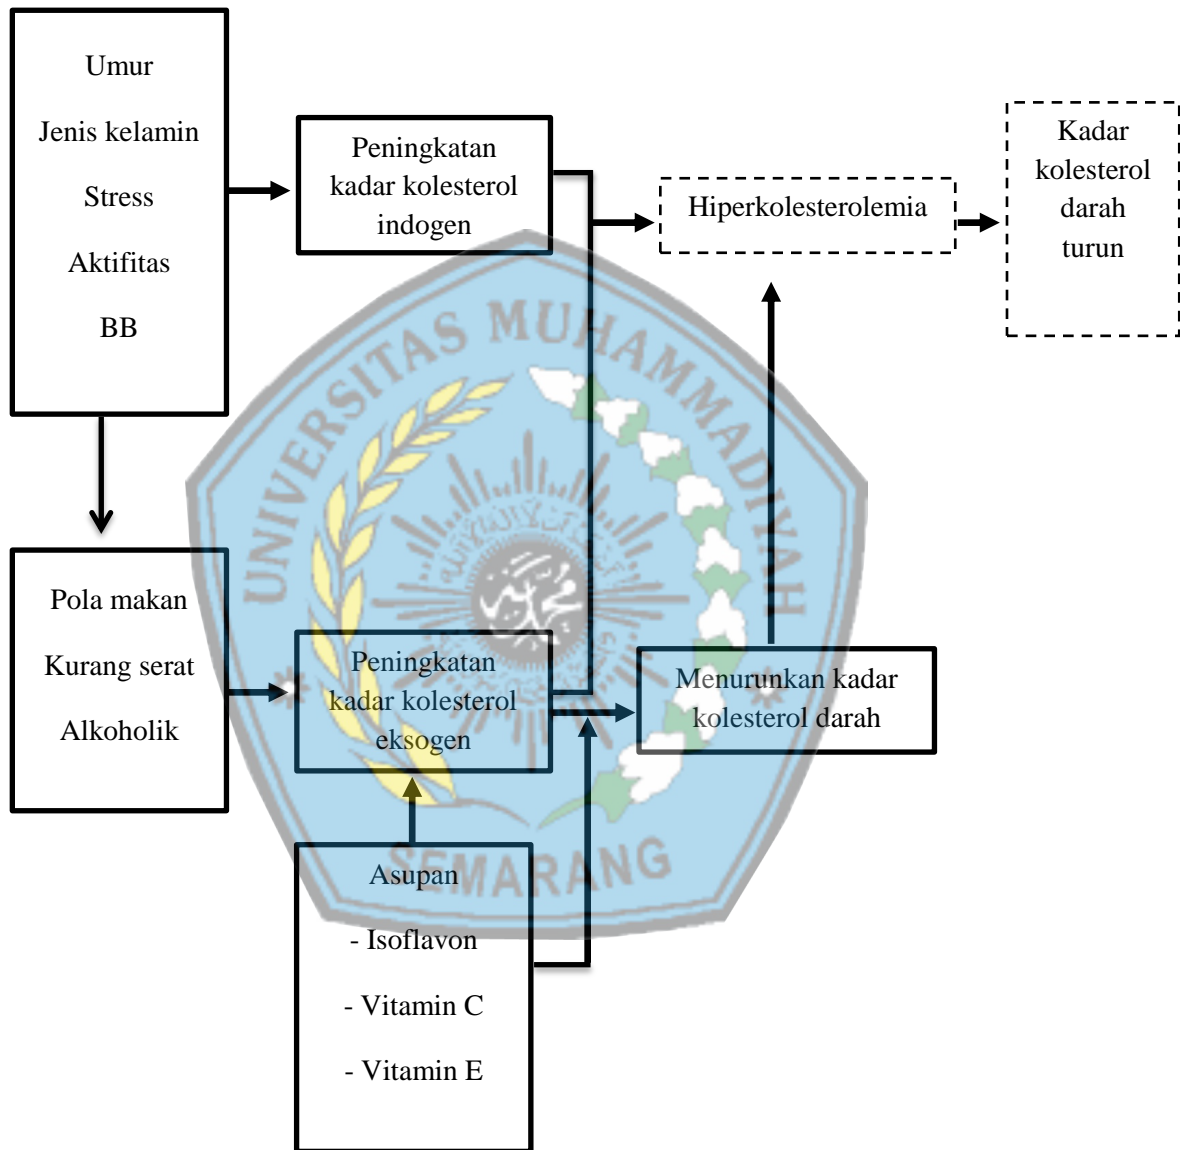 Umur
Jenis kelamin
Stress
Aktifitas
BB
Peningkatan
kadar kolesterol
indogen
Hiperkolesterolemia
Kadar
kolesterol
darah
turun
Pola makan
Kurang serat
Alkoholik
Peningkatan
kadar kolesterol
eksogen
Menurunkan kadar
kolesterol darah
Asupan
- Isoflavon
- Vitamin C
- Vitamin E
UNIVERSITAS MUHAMMADIYAH
SEMARANG